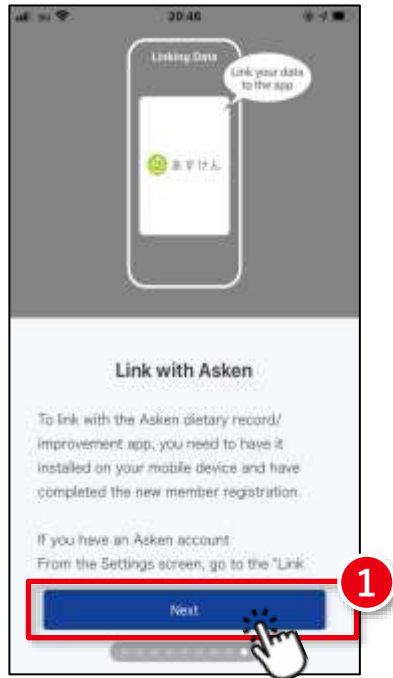 20:46
Linking Data
Link your data
to the app
あすけん
Link with Asken
To link with the Asken dietary record/
improvement app, you need to have it
installed on your mobile device and have
completed the new member registration.
If you have an Asken account
From the Settings screen, go to the "Link
1
Next